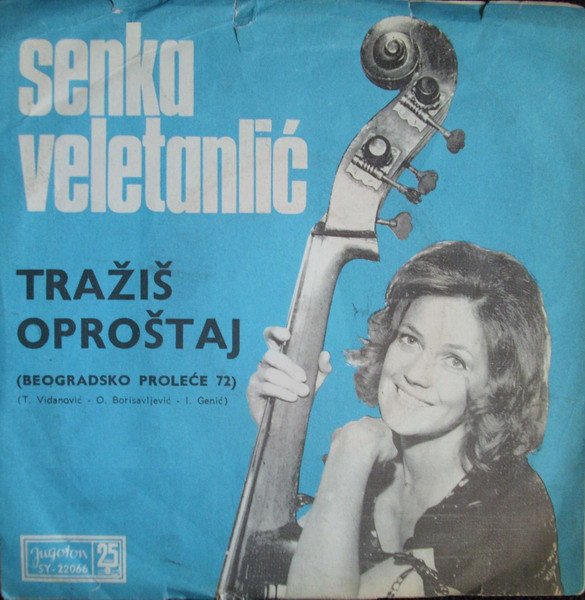 senka
veletanlić
TRAŽIŠ
OPROŠTAJ
(BEOGRADSKO PROLEĆE 72)
(T. Vidanović - O. Borisavljević - I. Genić)
Jugoton 25
SY-22066